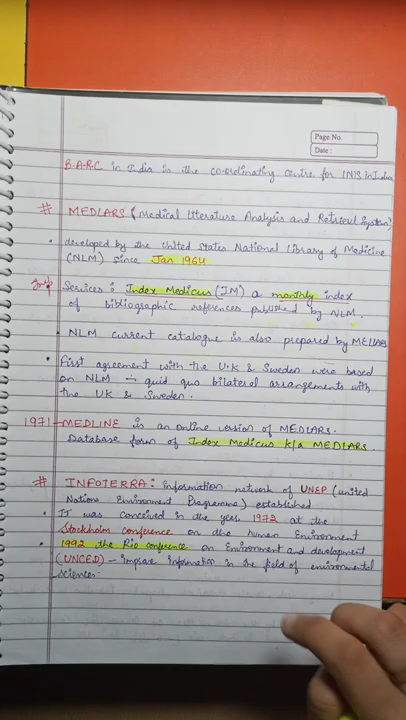 Page No.
Date:
B.A.R.C in India is the co-ordinating Centre for INIS In India
# MEDLARS (Medical literature Analysis and Retrieval System)
• developed by the United States National Library of Medicine
(NLM) since Jan 1964
Imp Services: Index Medicus (IM) a monthly index
of bibliographic references published by NLM.
• NLM current catalogue is also prepared by MEDLARS
• First agreement with the U.K & Sweden were based
on NLM quid quo bilateral arrangements with
the UK & Sweden.
1971 - MEDLINE is an online version of MEDLARS.
Database form of Index Medicus k/a MEDLARS.
# INFOTERRA: Information network of UNEP (United
Nations Environment Programme) established
• IT was conceived in the year 1972 at the
Stockholm conference on the human Environment
• 1992 the Rio conference on Environment and development
(UNCED) - Improve Information in the field of environmental
sciences.